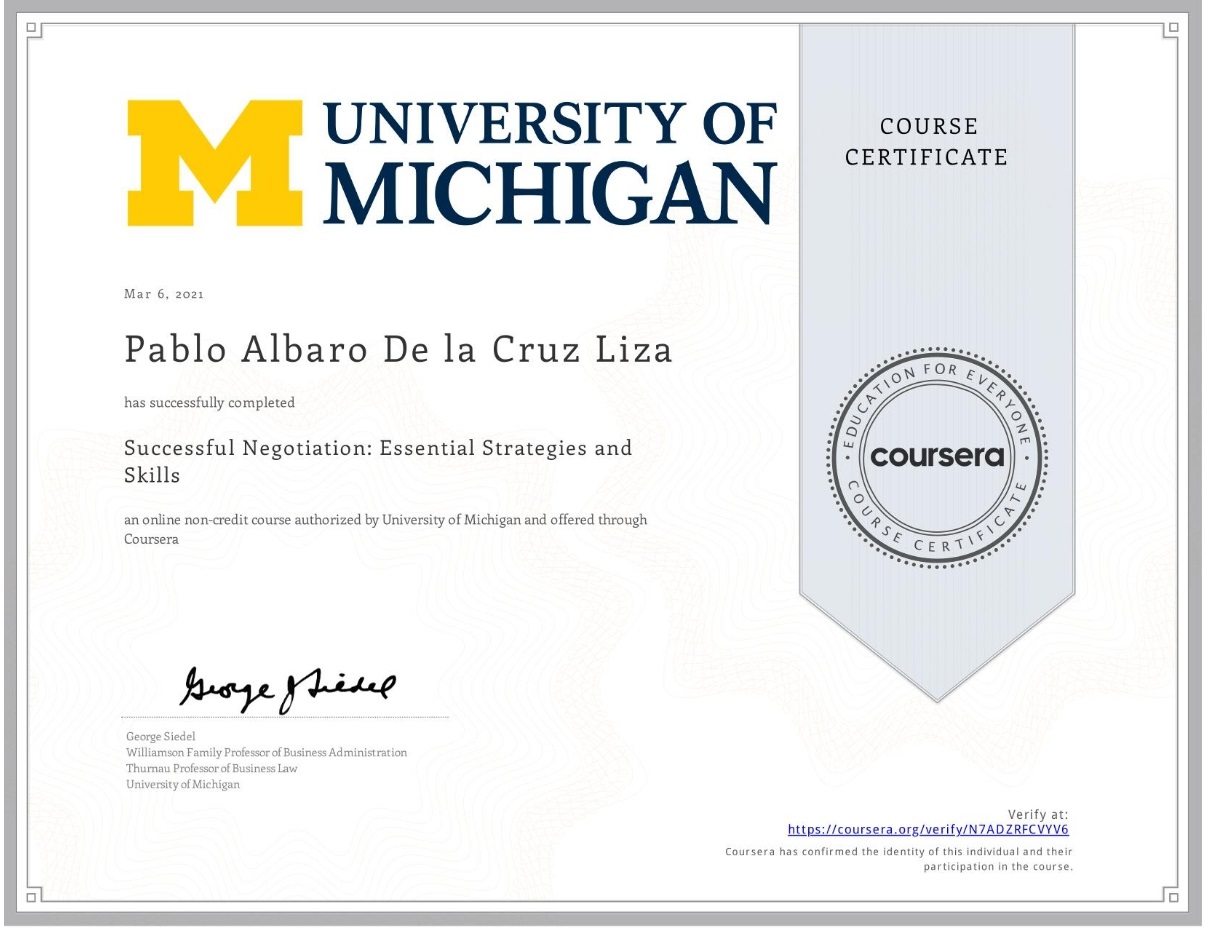 UNIVERSITY OF
MICHIGAN
COURSE
CERTIFICATE
Mar 6, 2021
Pablo Albaro De la Cruz Liza
has successfully completed
Successful Negotiation: Essential Strategies and
Skills
an online non-credit course authorized by University of Michigan and offered through
Coursera
EDUCATION FOR EVERYONE
coursera
COURSE CERTIFICATE
George J Siedel
George Siedel
Williamson Family Professor of Business Administration
Thurnau Professor of Business Law
University of Michigan
Verify at:
https://coursera.org/verify/N7ADZRFCVYV6
Coursera has confirmed the identity of this individual and their
participation in the course.